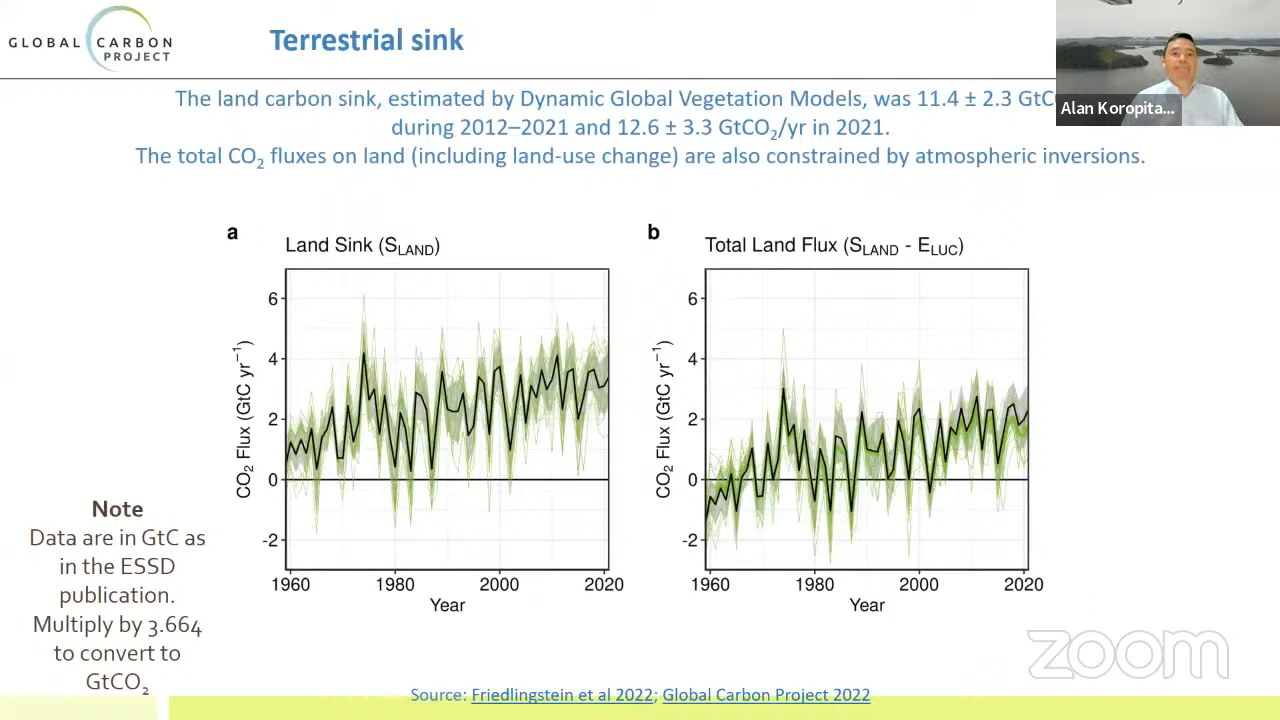 GLOBAL CARBON
PROJECT
Terrestrial sink
Alan Koropita...
The land carbon sink, estimated by Dynamic Global Vegetation Models, was 11.4 ± 2.3 GtC
during 2012–2021 and 12.6 ± 3.3 GtCO₂/yr in 2021.
The total CO₂ fluxes on land (including land-use change) are also constrained by atmospheric inversions.
a
Land Sink (S_LAND)
6
4
2
0
-2
CO₂ Flux (GtC yr⁻¹)
1960 1980 2000 2020
Year
b
Total Land Flux (S_LAND - E_LUC)
6
4
2
0
-2
CO₂ Flux (GtC yr⁻¹)
1960 1980 2000 2020
Year
Note
Data are in GtC as
in the ESSD
publication.
Multiply by 3.664
to convert to
GtCO₂
zoom
Source: Friedlingstein et al 2022; Global Carbon Project 2022